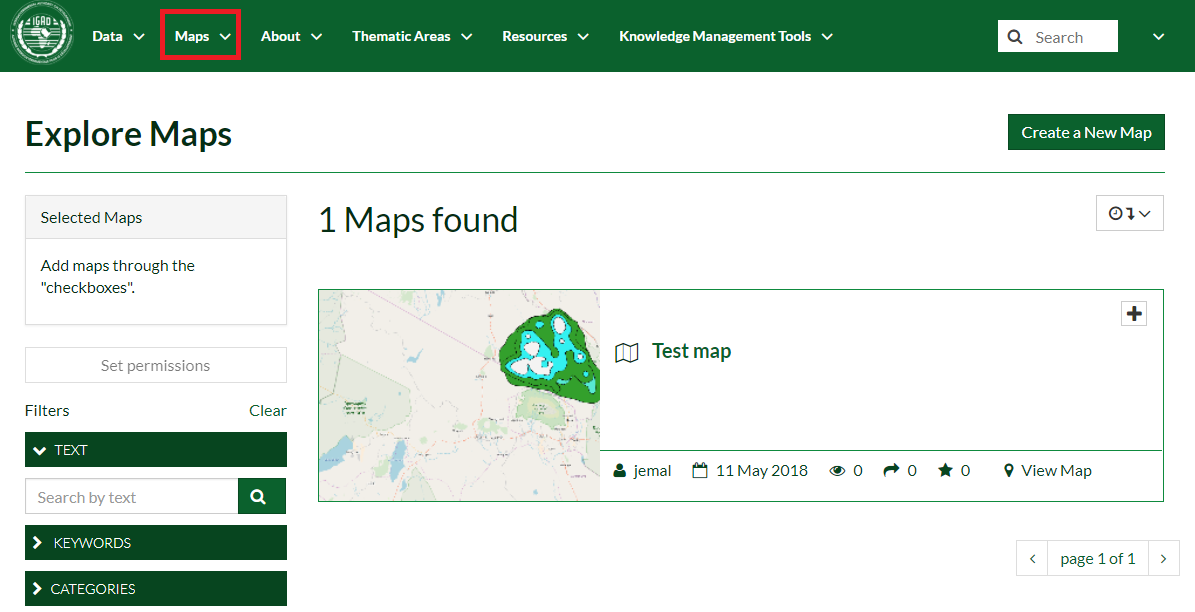 IGAD
Data
Maps
About
Thematic Areas
Resources
Knowledge Management Tools
Search
Explore Maps
Create a New Map
Selected Maps
Add maps through the
"checkboxes".
Set permissions
Filters
Clear
TEXT
Search by text
KEYWORDS
CATEGORIES
1 Maps found
Test map
jemal
11 May 2018
0
0
0
View Map
page 1 of 1